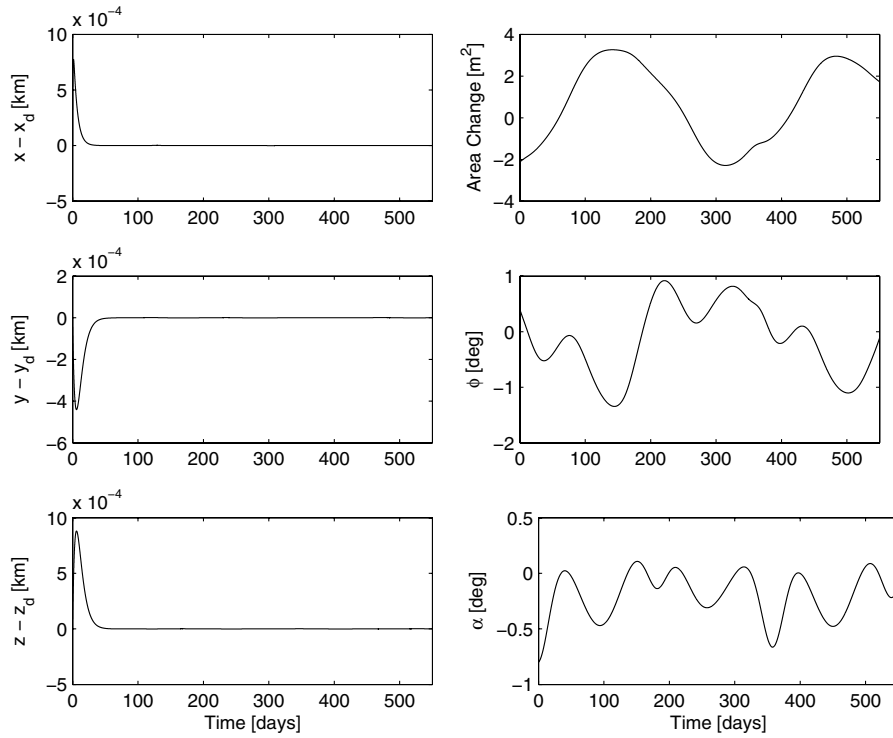 x 10^−4
10
5
0
−5
x − x_d [km]
0 100 200 300 400 500
4
2
0
−2
−4
Area Change [m^2]
0 100 200 300 400 500
x 10^−4
2
0
−2
−4
−6
y − y_d [km]
0 100 200 300 400 500
1
0
−1
−2
ϕ [deg]
0 100 200 300 400 500
x 10^−4
10
5
0
−5
z − z_d [km]
0 100 200 300 400 500
Time [days]
0.5
0
−0.5
−1
α [deg]
0 100 200 300 400 500
Time [days]